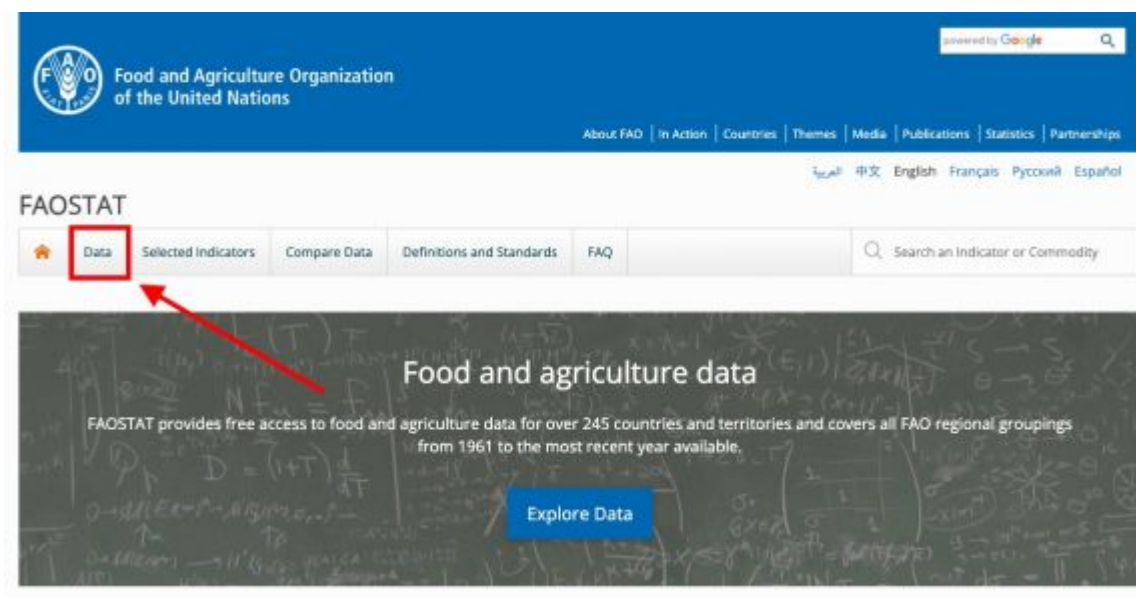 powered by Google
Food and Agriculture Organization
of the United Nations
About FAO | In Action | Countries | Themes | Media | Publications | Statistics | Partnerships
العربية 中文 English Français Русский Español
FAOSTAT
Data Selected Indicators Compare Data Definitions and Standards FAQ Search an Indicator or Commodity
Food and agriculture data
FAOSTAT provides free access to food and agriculture data for over 245 countries and territories and covers all FAO regional groupings
from 1961 to the most recent year available.
Explore Data